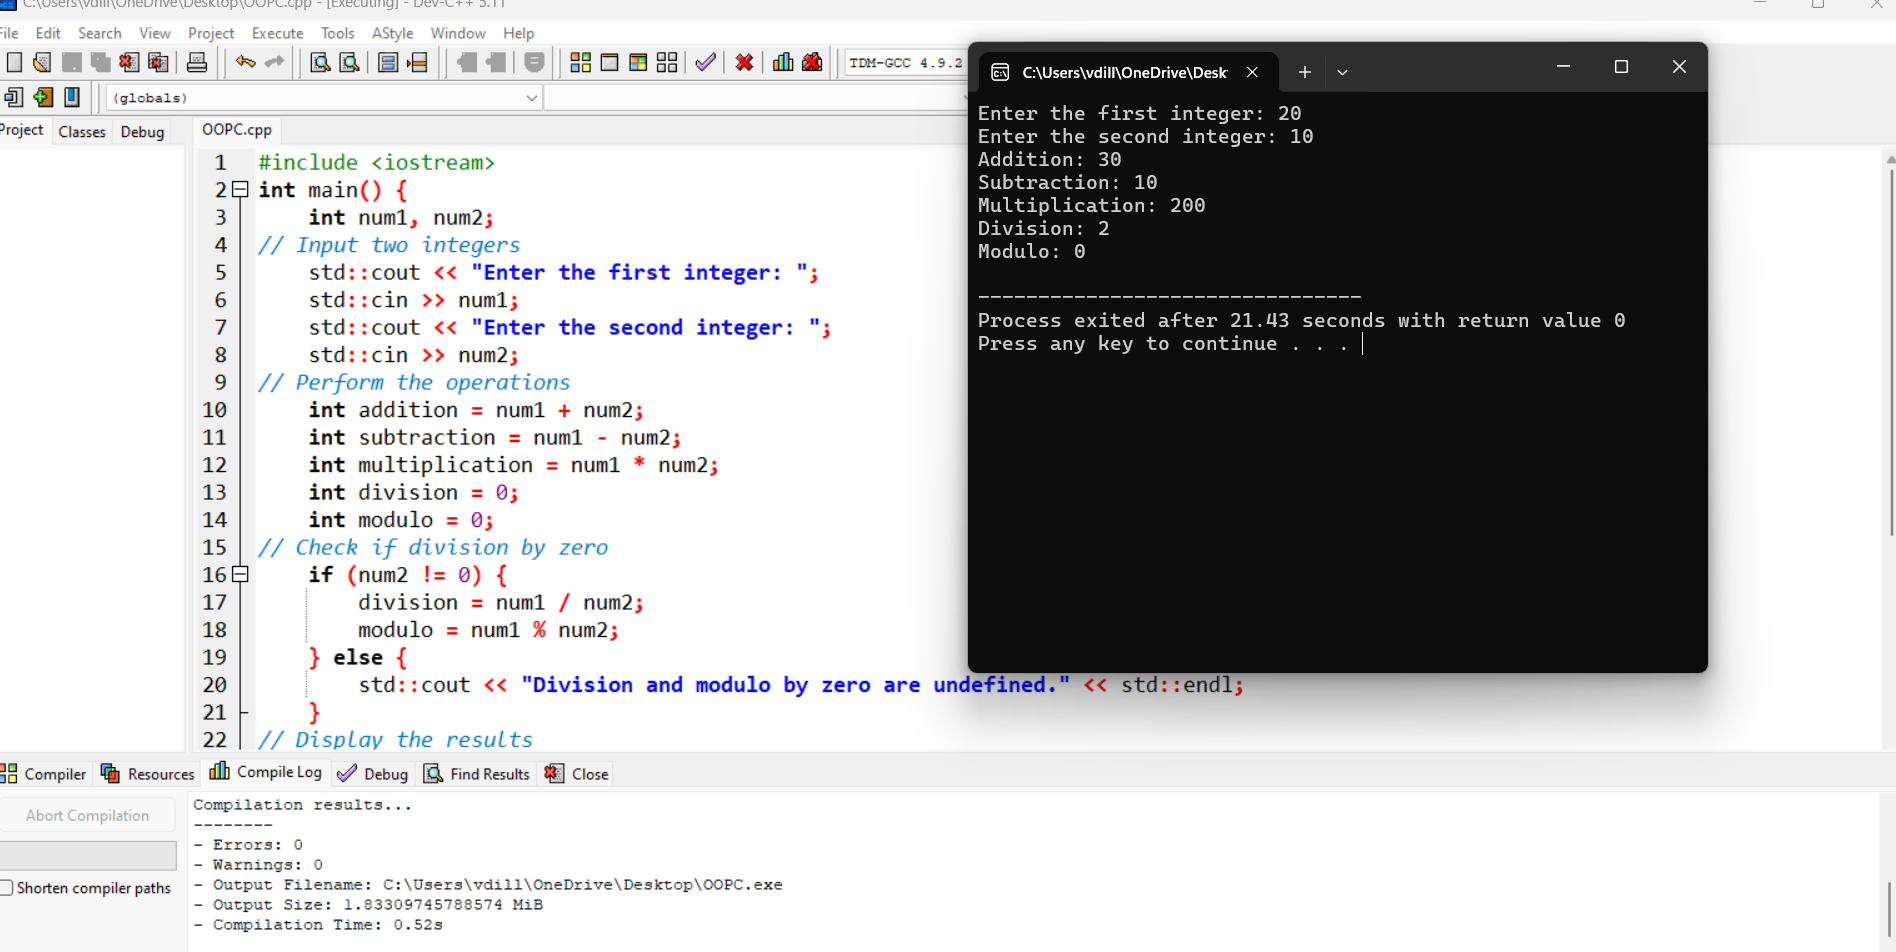 C:\Users\vdill\OneDrive\Desktop\OOPC.cpp - [Executing] - Dev-C++ 5.11
File Edit Search View Project Execute Tools AStyle Window Help
TDM-GCC 4.9.2
(globals)
Project Classes Debug
OOPC.cpp
1 #include <iostream>
2 int main() {
3     int num1, num2;
4 // Input two integers
5     std::cout << "Enter the first integer: ";
6     std::cin >> num1;
7     std::cout << "Enter the second integer: ";
8     std::cin >> num2;
9 // Perform the operations
10     int addition = num1 + num2;
11     int subtraction = num1 - num2;
12     int multiplication = num1 * num2;
13     int division = 0;
14     int modulo = 0;
15 // Check if division by zero
16     if (num2 != 0) {
17         division = num1 / num2;
18         modulo = num1 % num2;
19     } else {
20         std::cout << "Division and modulo by zero are undefined." << std::endl;
21     }
22 // Display the results
C:\Users\vdill\OneDrive\Desk
Enter the first integer: 20
Enter the second integer: 10
Addition: 30
Subtraction: 10
Multiplication: 200
Division: 2
Modulo: 0
--------------------------------
Process exited after 21.43 seconds with return value 0
Press any key to continue . . .
Compiler Resources Compile Log Debug Find Results Close
Abort Compilation
Shorten compiler paths
Compilation results...
--------
- Errors: 0
- Warnings: 0
- Output Filename: C:\Users\vdill\OneDrive\Desktop\OOPC.exe
- Output Size: 1.83309745788574 MiB
- Compilation Time: 0.52s